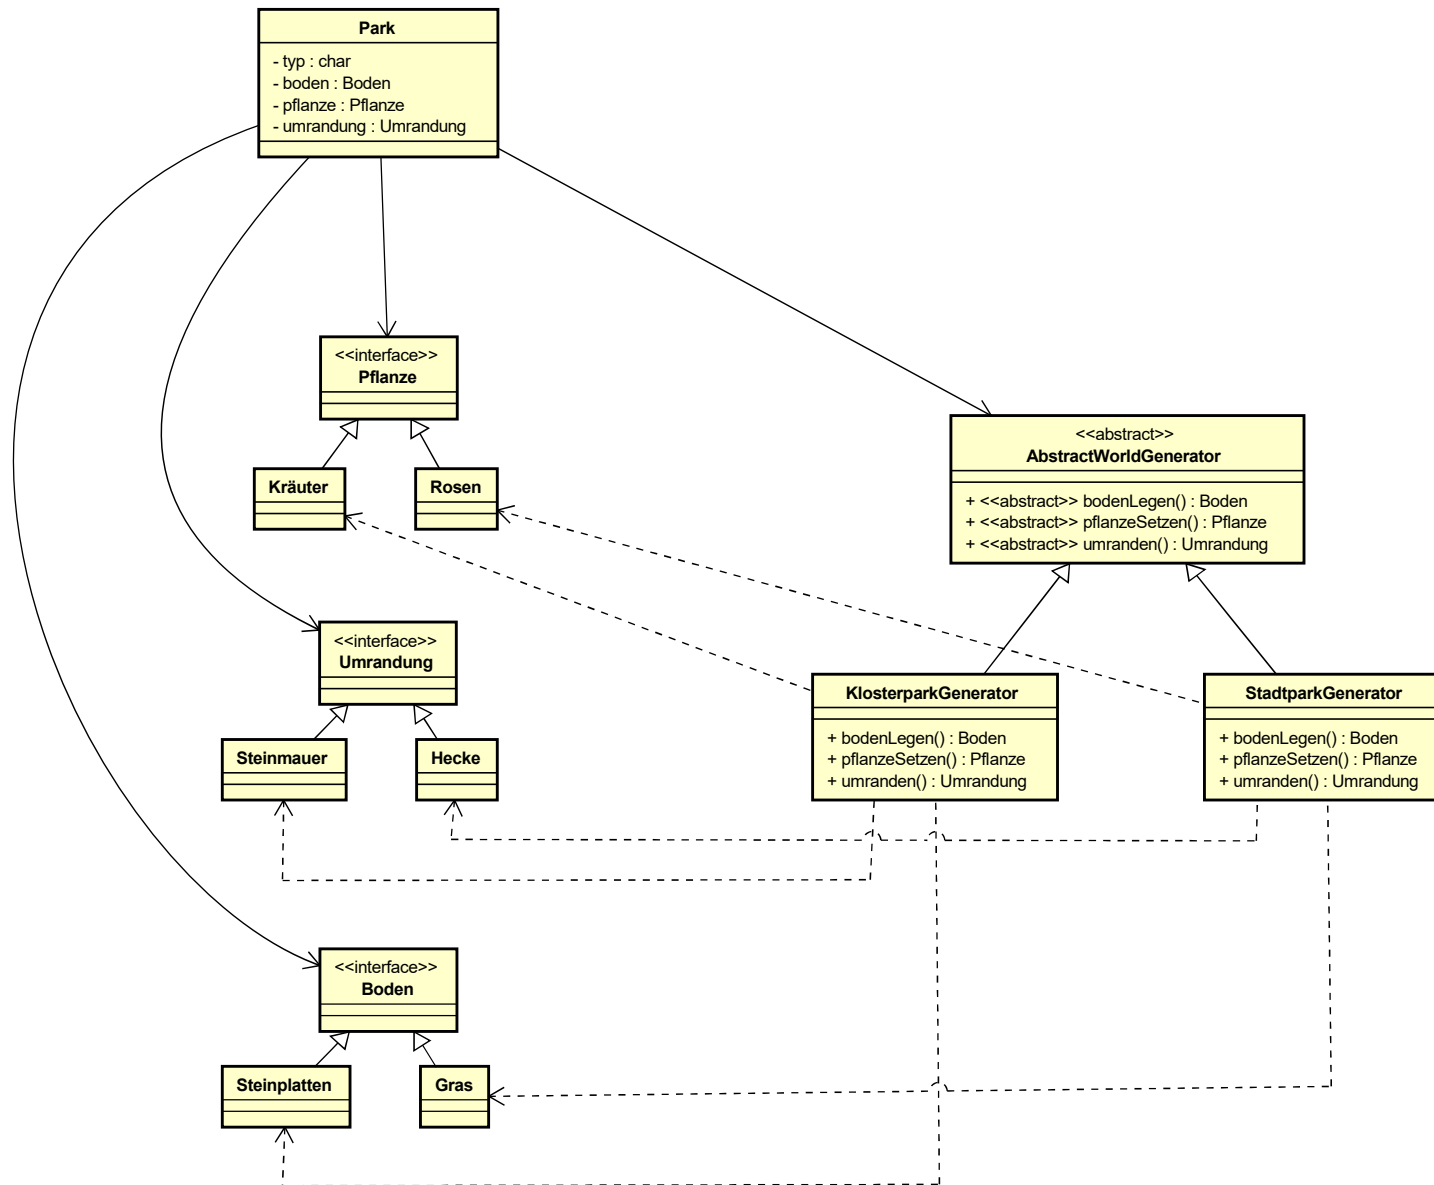 Park
- typ : char
- boden : Boden
- pflanze : Pflanze
- umrandung : Umrandung
<<interface>>
Pflanze
Kräuter
Rosen
<<abstract>>
AbstractWorldGenerator
+ <<abstract>> bodenLegen() : Boden
+ <<abstract>> pflanzeSetzen() : Pflanze
+ <<abstract>> umranden() : Umrandung
<<interface>>
Umrandung
Steinmauer
Hecke
KlosterparkGenerator
+ bodenLegen() : Boden
+ pflanzeSetzen() : Pflanze
+ umranden() : Umrandung
StadtparkGenerator
+ bodenLegen() : Boden
+ pflanzeSetzen() : Pflanze
+ umranden() : Umrandung
<<interface>>
Boden
Steinplatten
Gras